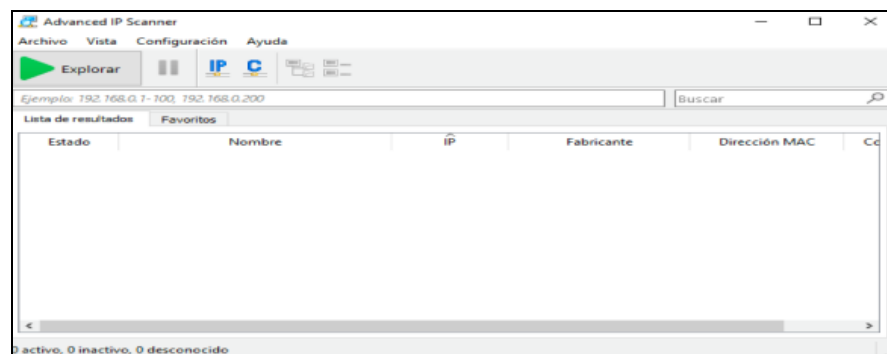 Advanced IP Scanner
Archivo Vista Configuración Ayuda
Explorar IP C
Ejemplo: 192.168.0.1-100, 192.168.0.200 Buscar
Lista de resultados Favoritos
Estado Nombre IP Fabricante Dirección MAC Co
0 activo, 0 inactivo, 0 desconocido